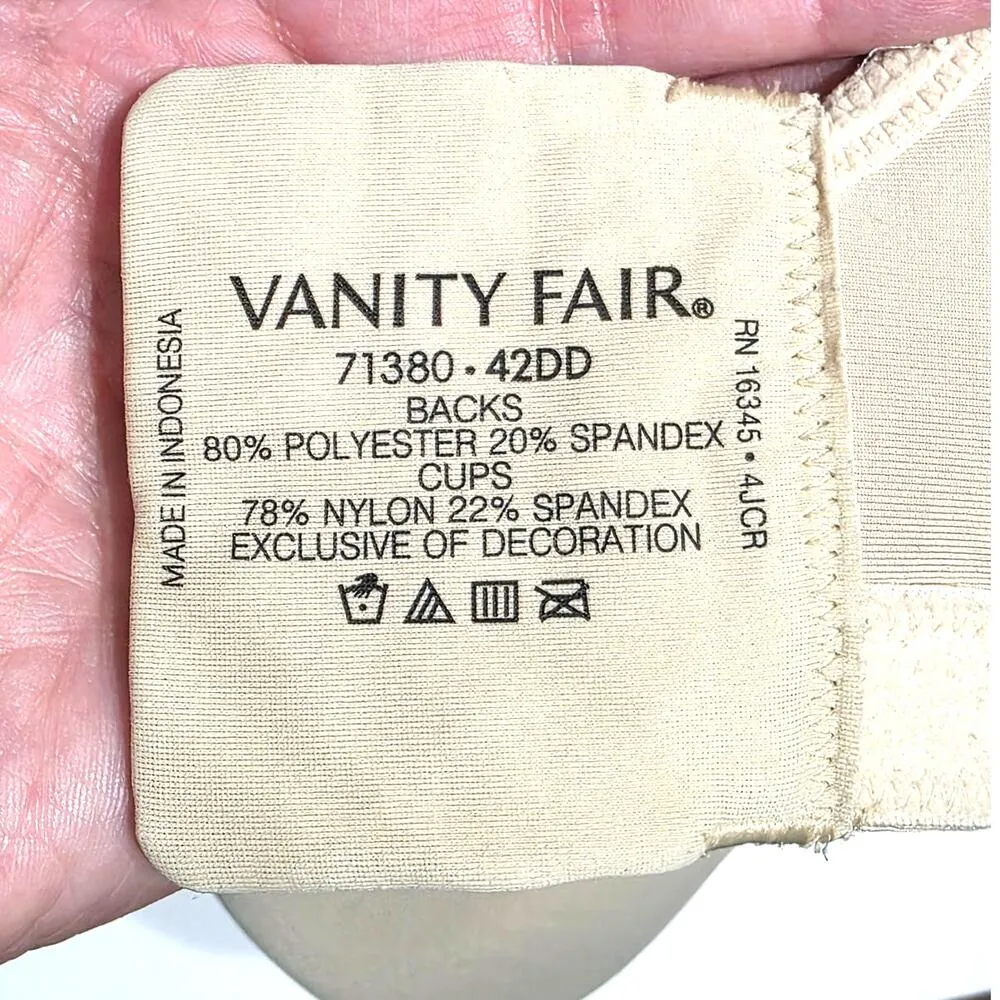 VANITY FAIR®
71380 • 42DD
BACKS
80% POLYESTER 20% SPANDEX
CUPS
78% NYLON 22% SPANDEX
EXCLUSIVE OF DECORATION
MADE IN INDONESIA
RN 16345 • 4JCR